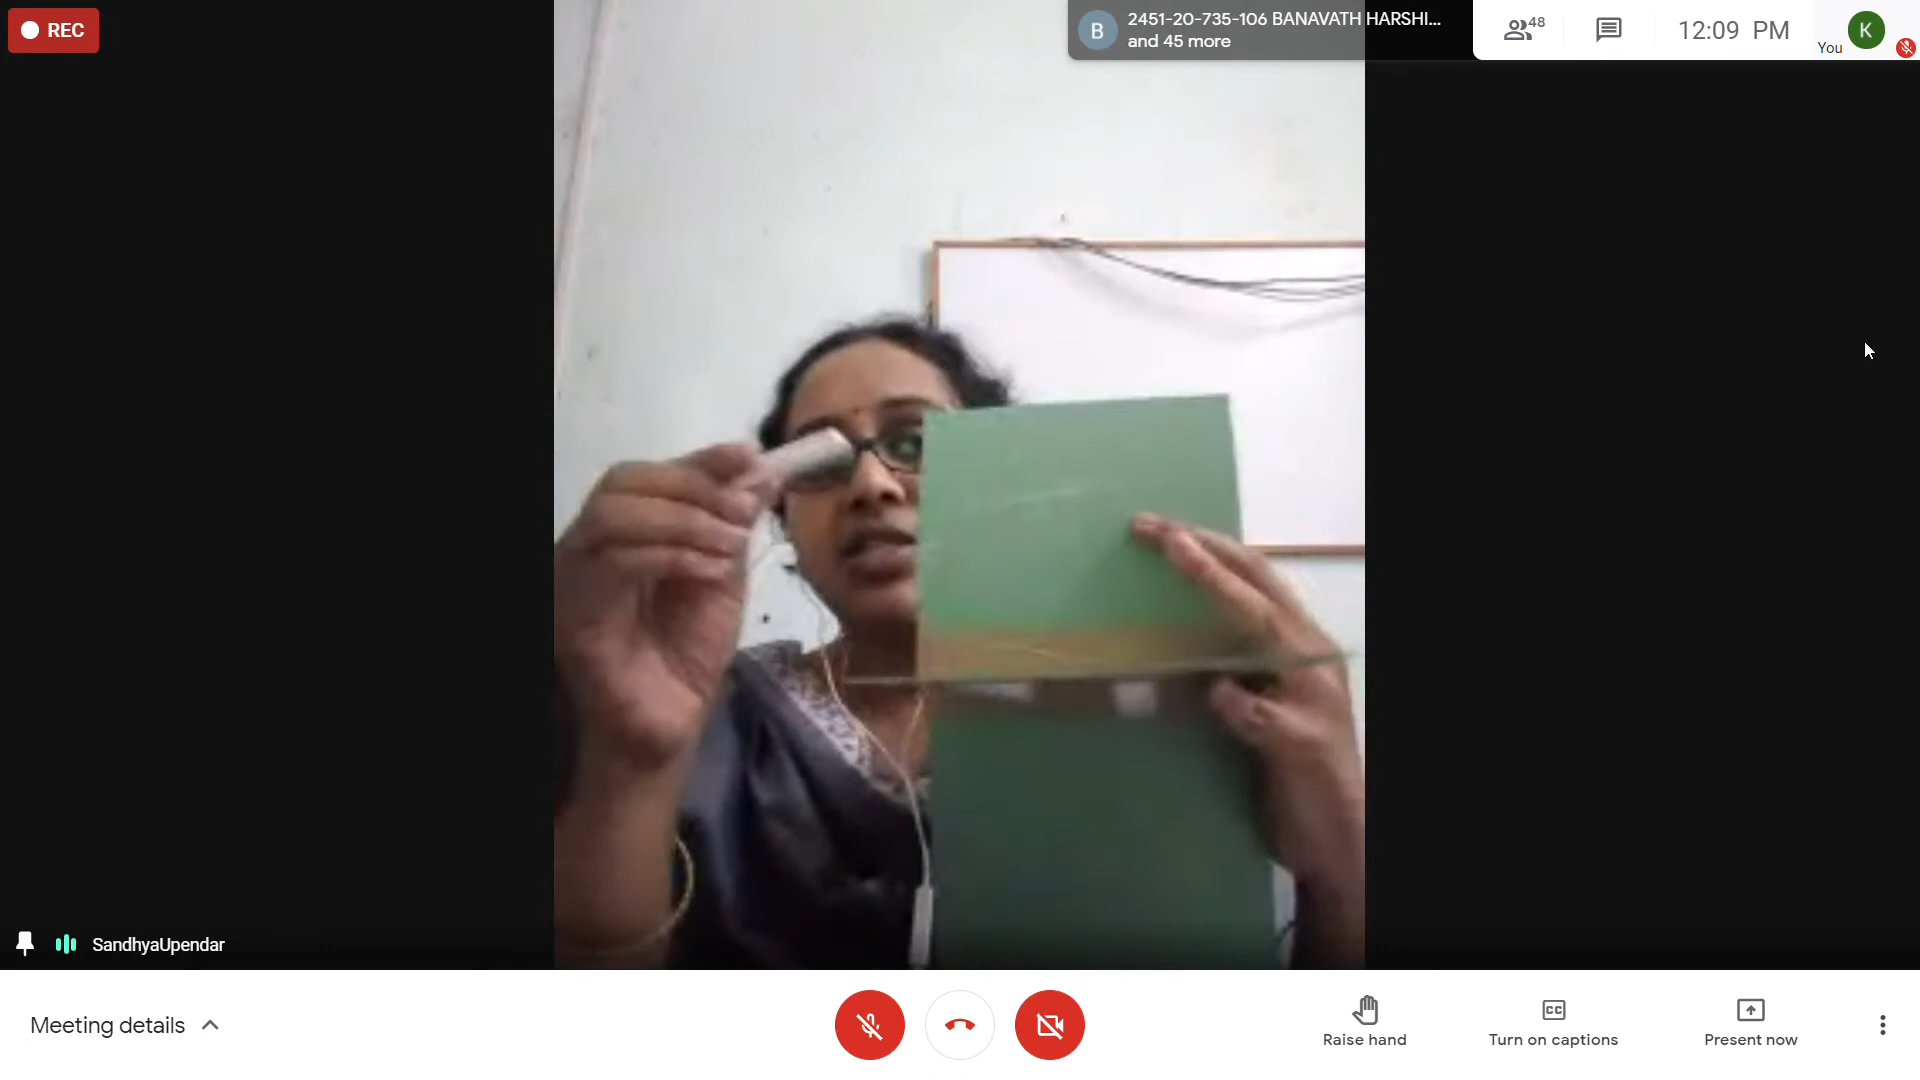 REC
B
2451-20-735-106 BANAVATH HARSHI...
and 45 more
48
12:09 PM
You
K
SandhyaUpendar
Meeting details
CC
Raise hand
Turn on captions
Present now